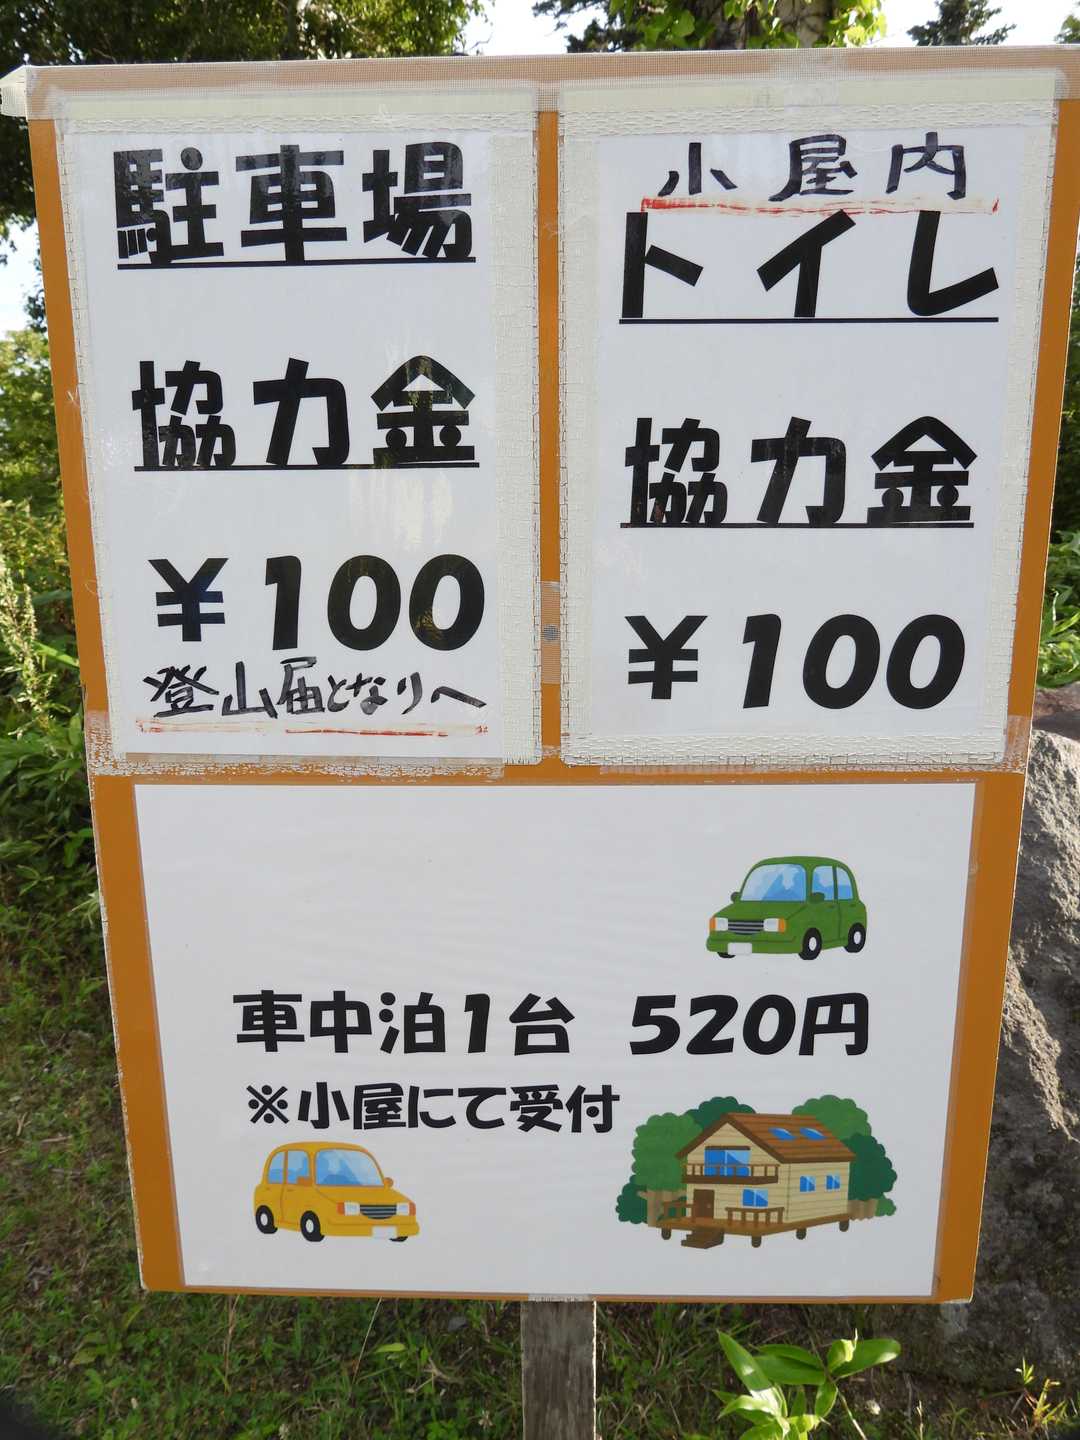 駐車場
協力金
￥100
登山届となりへ
小屋内
トイレ
協力金
￥100
車中泊1台 520円
※小屋にて受付